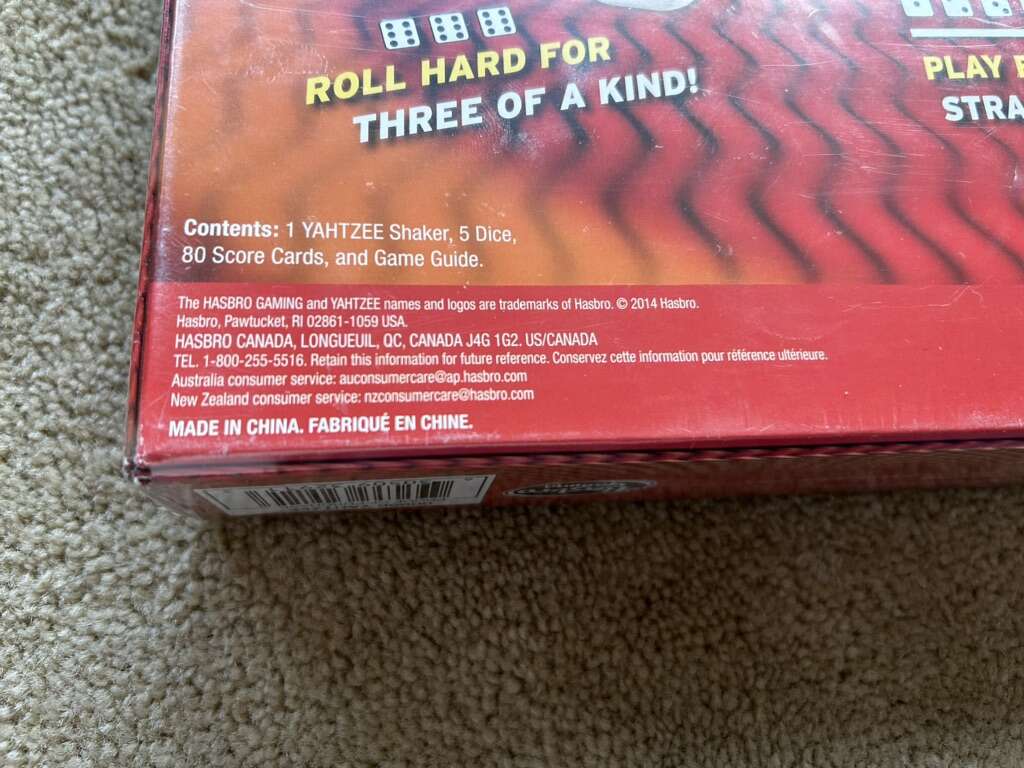 ROLL HARD FOR
THREE OF A KIND!
PLAY
STRA
Contents: 1 YAHTZEE Shaker, 5 Dice,
80 Score Cards, and Game Guide.
The HASBRO GAMING and YAHTZEE names and logos are trademarks of Hasbro. © 2014 Hasbro.
Hasbro, Pawtucket, RI 02861-1059 USA.
HASBRO CANADA, LONGUEUIL, QC, CANADA J4G 1G2. US/CANADA
TEL. 1-800-255-5516. Retain this information for future reference. Conservez cette information pour référence ultérieure.
Australia consumer service: auconsumercare@ap.hasbro.com
New Zealand consumer service: nzconsumercare@hasbro.com
MADE IN CHINA. FABRIQUÉ EN CHINE.